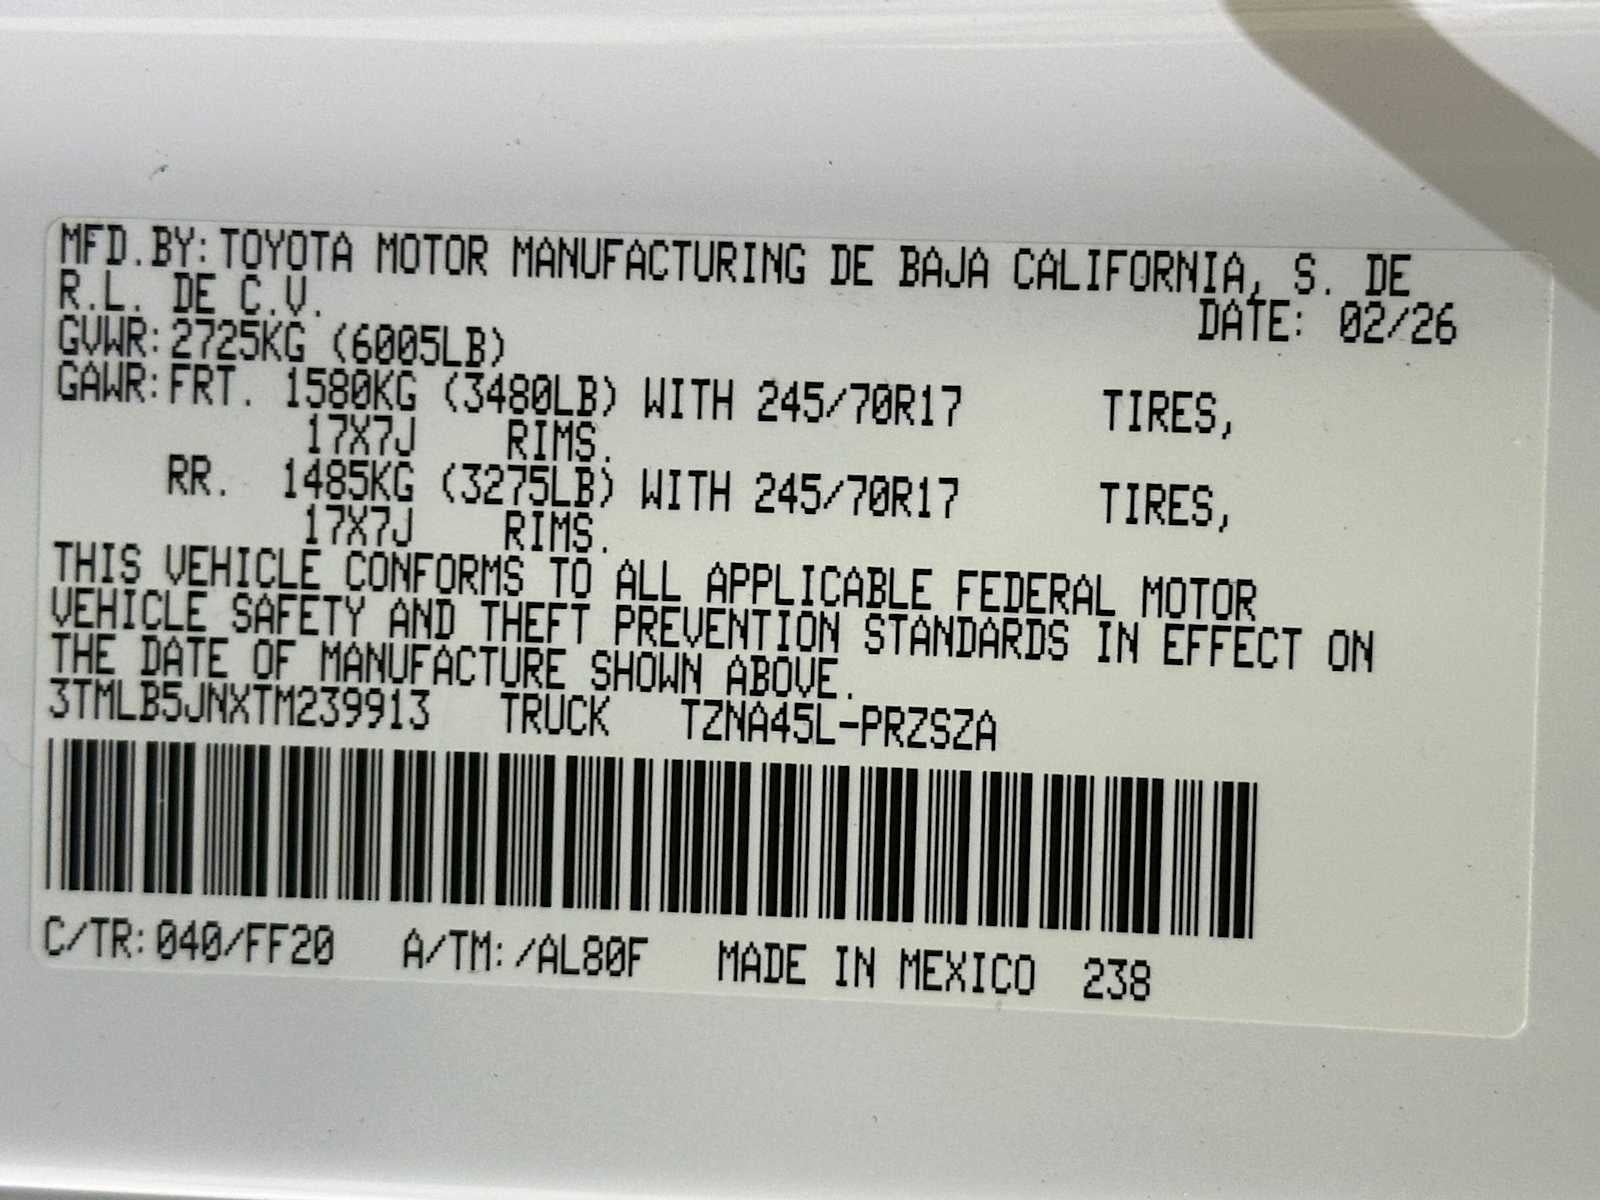 MFD.BY:TOYOTA MOTOR MANUFACTURING DE BAJA CALIFORNIA, S. DE
R.L. DE C.V.
DATE: 02/26
GVWR:2725KG (6005LB)
GAWR:FRT. 1580KG (3480LB) WITH 245/70R17 TIRES,
17X7J RIMS.
RR. 1485KG (3275LB) WITH 245/70R17 TIRES,
17X7J RIMS.
THIS VEHICLE CONFORMS TO ALL APPLICABLE FEDERAL MOTOR
VEHICLE SAFETY AND THEFT PREVENTION STANDARDS IN EFFECT ON
THE DATE OF MANUFACTURE SHOWN ABOVE.
3TMLB5JNXTM239913 TRUCK TZNA45L-PRZSZA
C/TR:040/FF20 A/TM:/AL80F MADE IN MEXICO 238